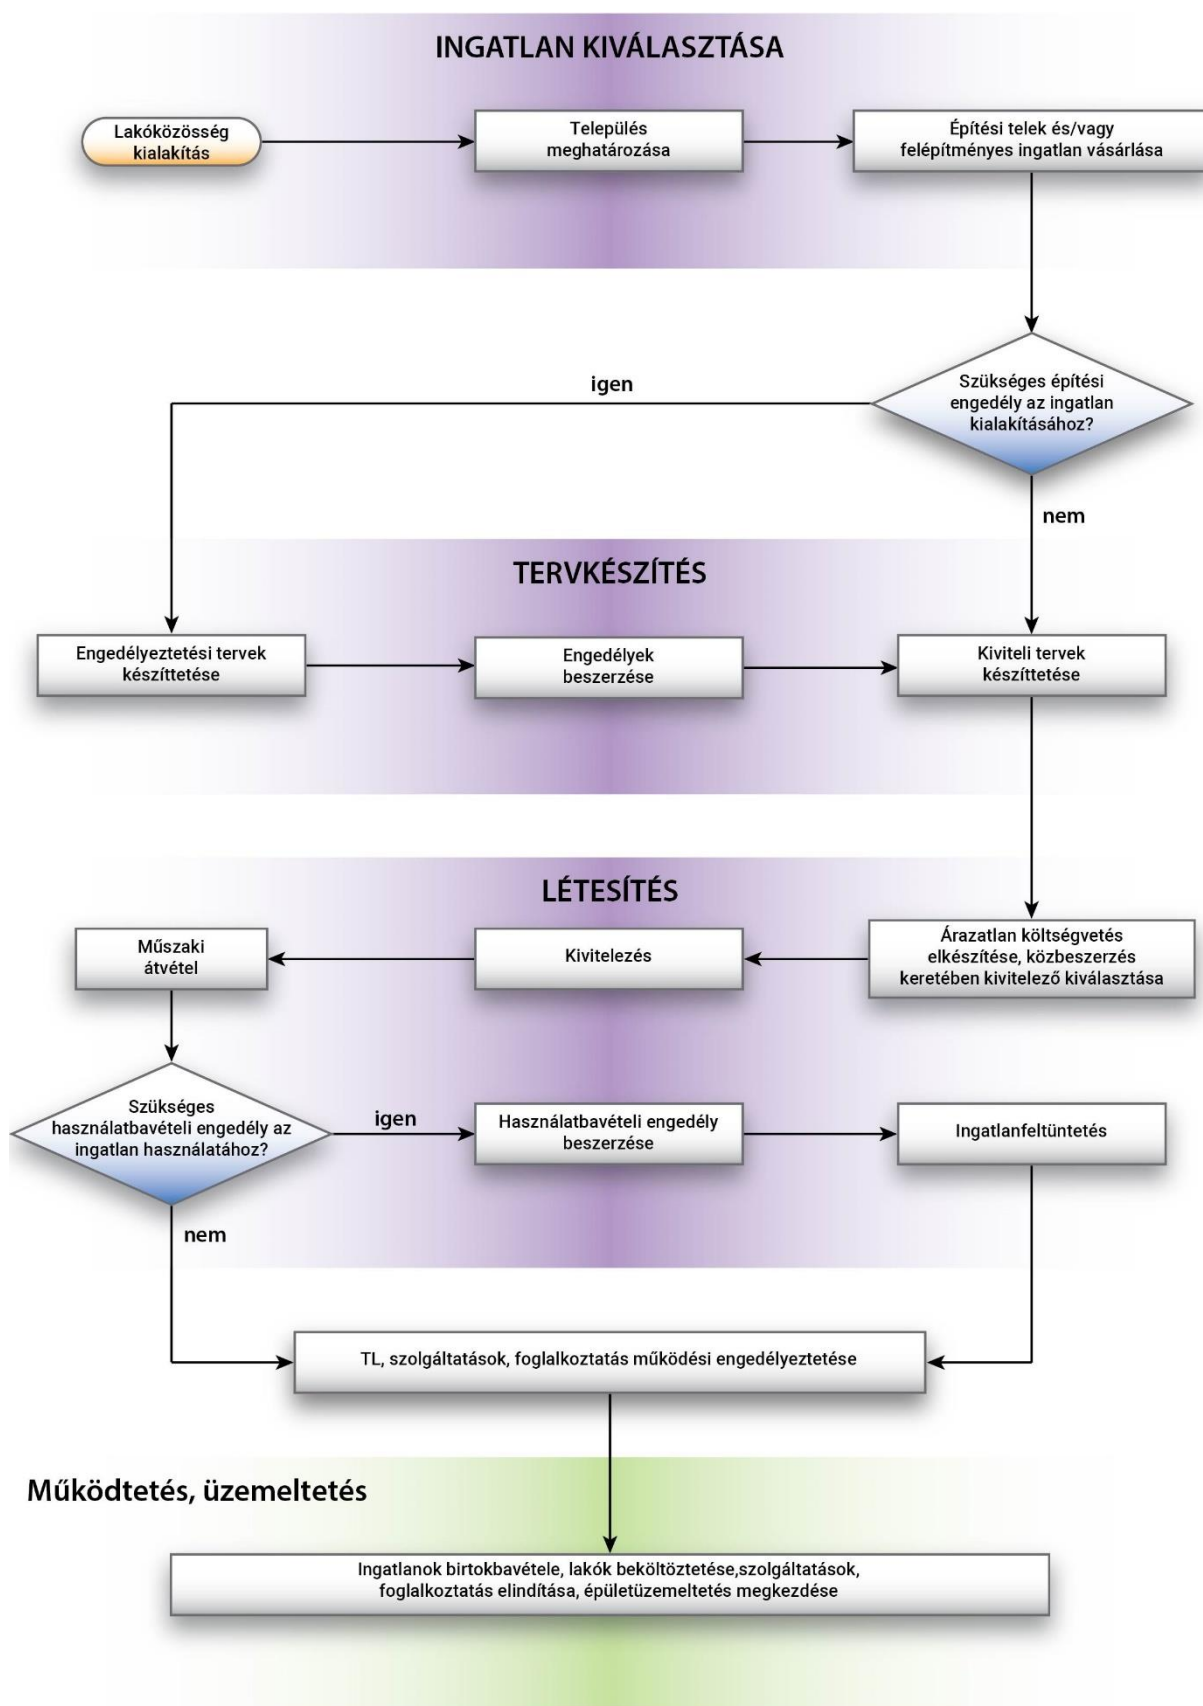 INGATLAN KIVÁLASZTÁSA
Lakóközösség
kialakítás
Település
meghatározása
Építési telek és/vagy
felépítményes ingatlan vásárlása
Szükséges építési
engedély az ingatlan
kialakításához?
igen
nem
TERVKÉSZÍTÉS
Engedélyeztetési tervek
készíttetése
Engedélyek
beszerzése
Kiviteli tervek
készíttetése
LÉTESÍTÉS
Műszaki
átvétel
Kivitelezés
Árazatlan költségvetés
elkészítése, közbeszerzés
keretében kivitelező kiválasztása
Szükséges
használatbavételi engedély az
ingatlan használatához?
igen
Használatbavételi engedély
beszerzése
Ingatlanfeltüntetés
nem
TL, szolgáltatások, foglalkoztatás működési engedélyeztetése
Működtetés, üzemeltetés
Ingatlanok birtokbavétele, lakók beköltöztetése,szolgáltatások,
foglalkoztatás elindítása, épületüzemeltetés megkezdése